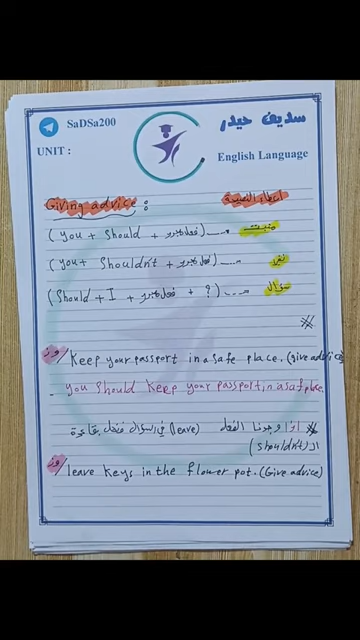 SaDSa200
سديف حيدر
UNIT :
English Language
Giving advice : اعطاء النصيحة
(you + Should + فعل مجرد) مثبت
(you + Shouldn't + فعل مجرد) نفي
(Should + I + فعل مجرد + ?) سؤال
Keep your passport in a safe place. (give advice)
you Should keep your passport in a safe place.
اذا وجدنا الفعل (leave) في السؤال فنحل بقاعدة
الـ (shouldn't)
leave keys in the flower pot. (Give advice)